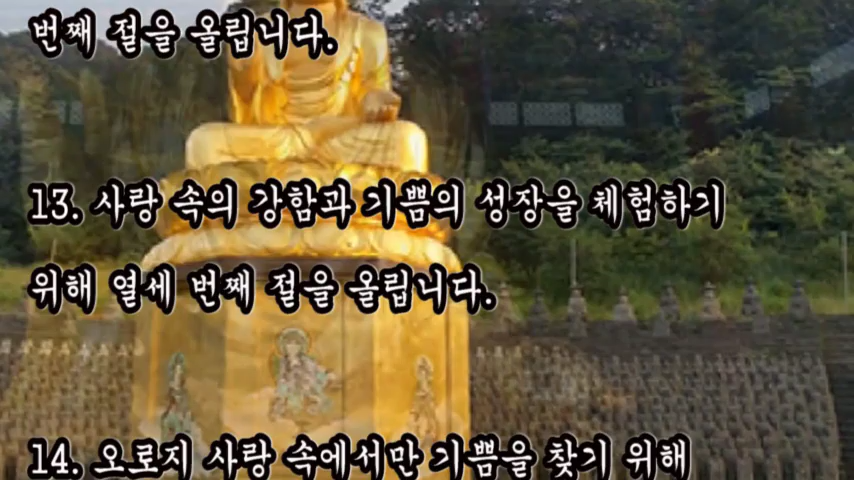 번째 절을 올립니다.
13. 사랑 속의 강함과 기쁨의 성장을 체험하기
위해 열세 번째 절을 올립니다.
14. 오로지 사랑 속에서만 기쁨을 찾기 위해